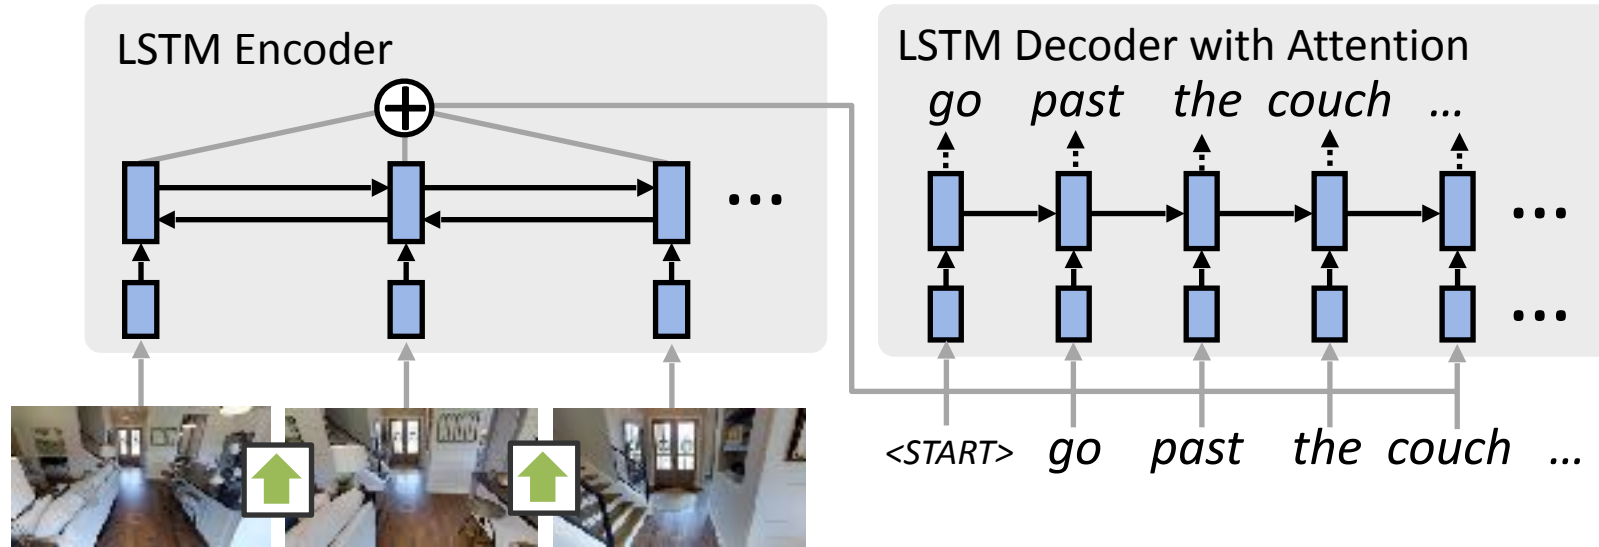 LSTM Encoder
...
LSTM Decoder with Attention
go past the couch ...
...
...
<START> go past the couch ...